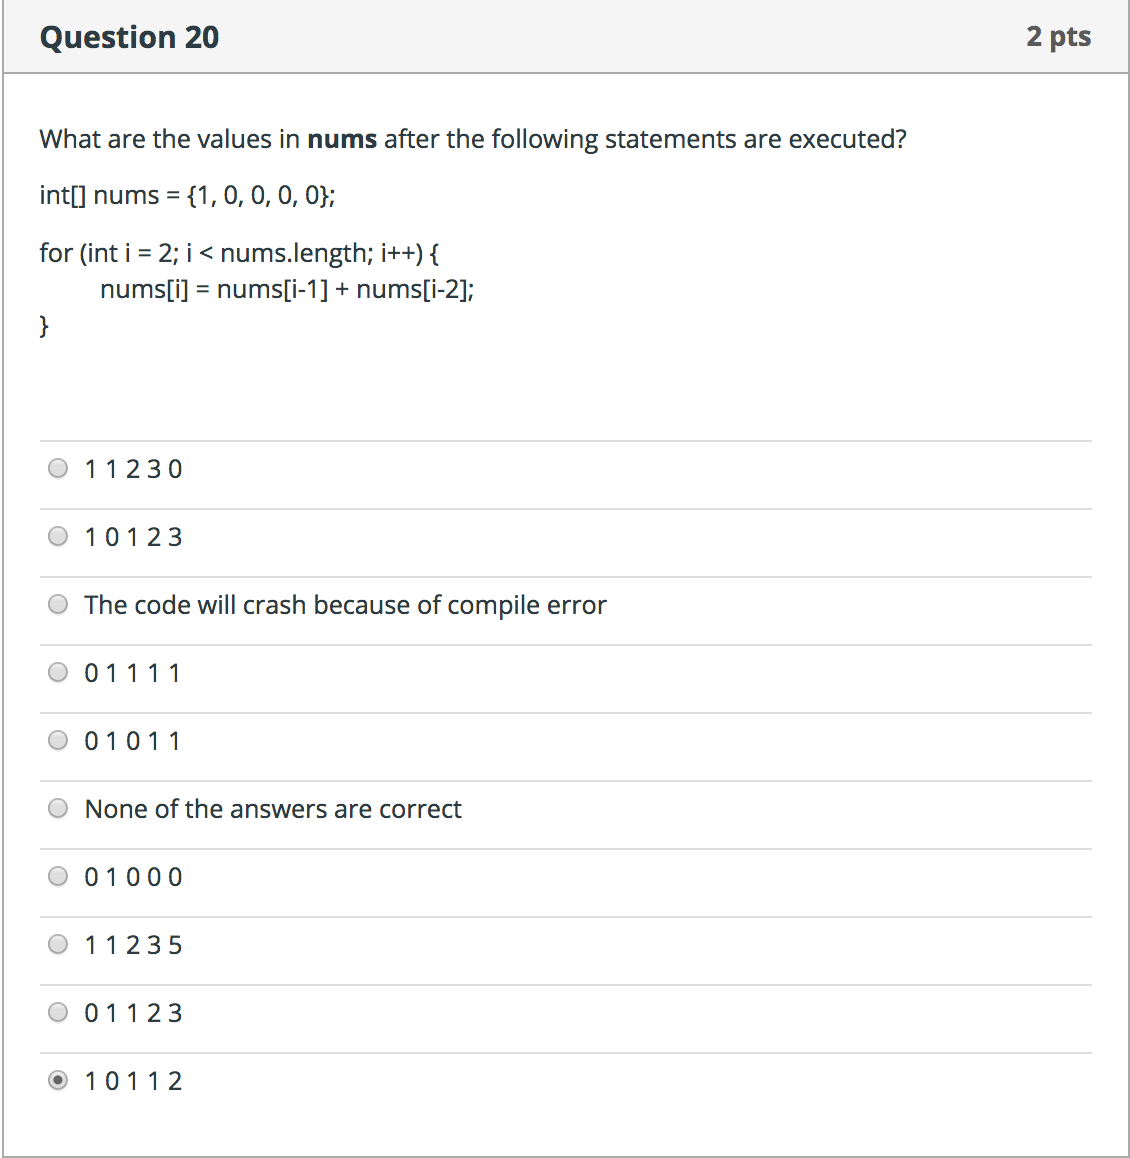 Question 20
2 pts
What are the values in nums after the following statements are executed?
int[] nums = {1, 0, 0, 0, 0};
for (int i = 2; i < nums.length; i++) {
nums[i] = nums[i-1] + nums[i-2];
}
1 1 2 3 0
1 0 1 2 3
The code will crash because of compile error
0 1 1 1 1
0 1 0 1 1
None of the answers are correct
0 1 0 0 0
1 1 2 3 5
0 1 1 2 3
1 0 1 1 2